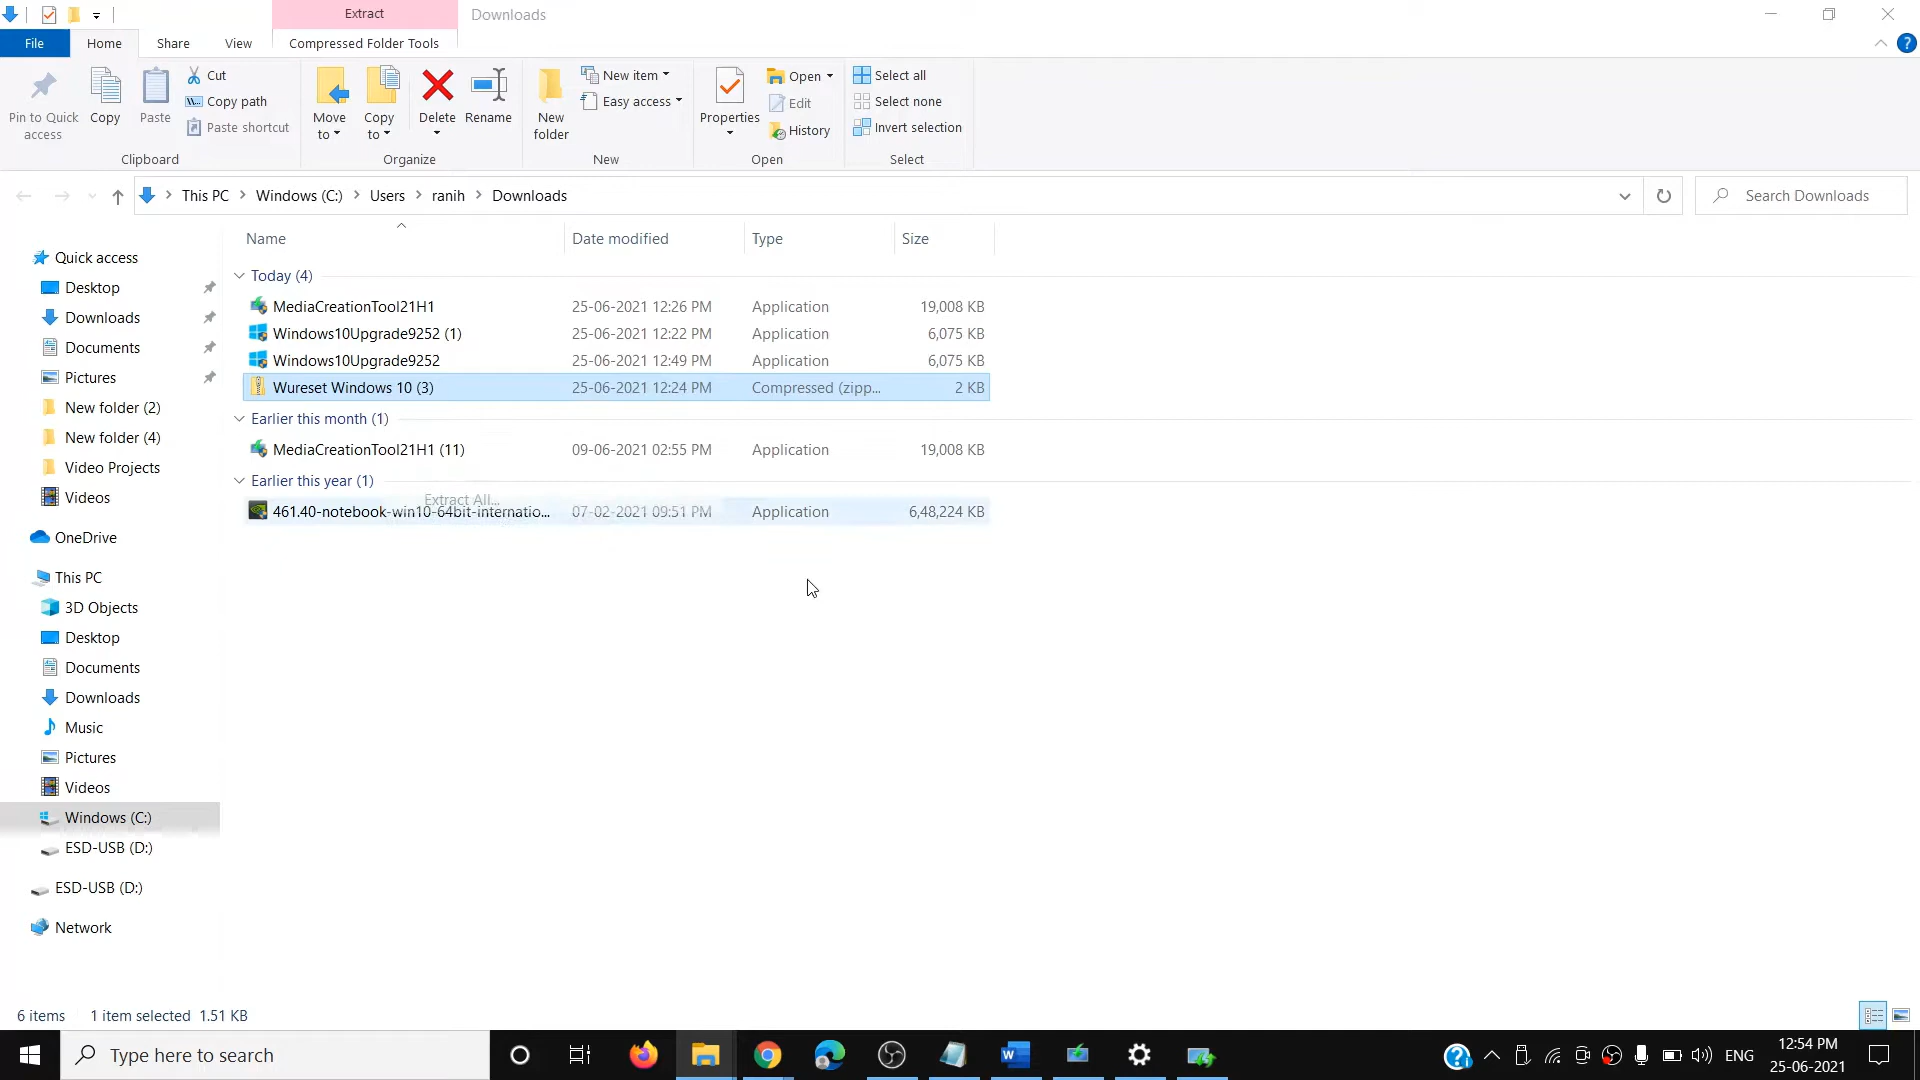 Extract
Downloads
File
Home
Share
View
Compressed Folder Tools
Pin to Quick access
Copy
Paste
Cut
Copy path
Paste shortcut
Clipboard
Move to
Copy to
Delete
Rename
Organize
New folder
New item
Easy access
New
Properties
Open
Edit
History
Open
Select all
Select none
Invert selection
Select
This PC
Windows (C:)
Users
ranih
Downloads
Search Downloads
Name
Date modified
Type
Size
Today (4)
MediaCreationTool21H1 25-06-2021 12:26 PM Application 19,008 KB
Windows10Upgrade9252 (1) 25-06-2021 12:22 PM Application 6,075 KB
Windows10Upgrade9252 25-06-2021 12:49 PM Application 6,075 KB
Wureset Windows 10 (3) 25-06-2021 12:24 PM Compressed (zipp... 2 KB
Earlier this month (1)
MediaCreationTool21H1 (11) 09-06-2021 02:55 PM Application 19,008 KB
Earlier this year (1)
Extract All...
461.40-notebook-win10-64bit-internatio... 07-02-2021 09:51 PM Application 6,48,224 KB
Quick access
Desktop
Downloads
Documents
Pictures
New folder (2)
New folder (4)
Video Projects
Videos
OneDrive
This PC
3D Objects
Desktop
Documents
Downloads
Music
Pictures
Videos
Windows (C:)
ESD-USB (D:)
ESD-USB (D:)
Network
6 items 1 item selected 1.51 KB
Type here to search
ENG
12:54 PM
25-06-2021